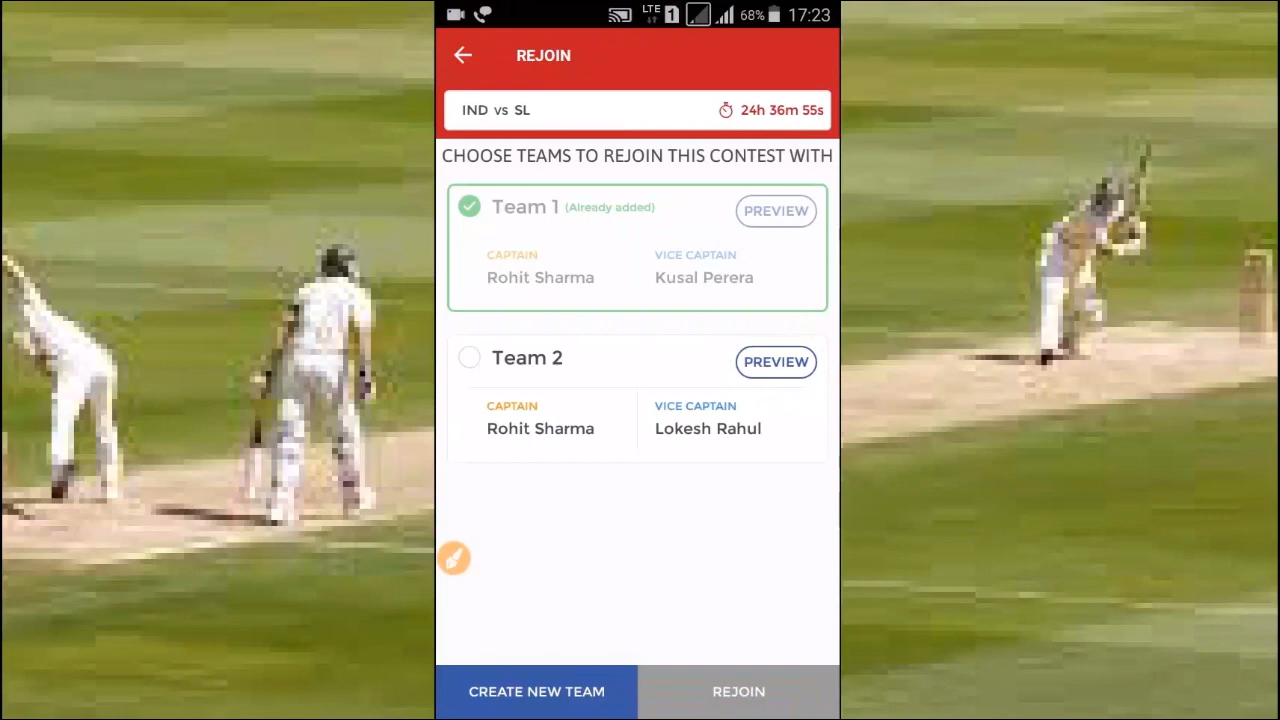 LTE 1 68% 17:23
REJOIN
IND vs SL 24h 36m 55s
CHOOSE TEAMS TO REJOIN THIS CONTEST WITH
Team 1 (Already added) PREVIEW
CAPTAIN VICE CAPTAIN
Rohit Sharma Kusal Perera
Team 2 PREVIEW
CAPTAIN VICE CAPTAIN
Rohit Sharma Lokesh Rahul
CREATE NEW TEAM REJOIN